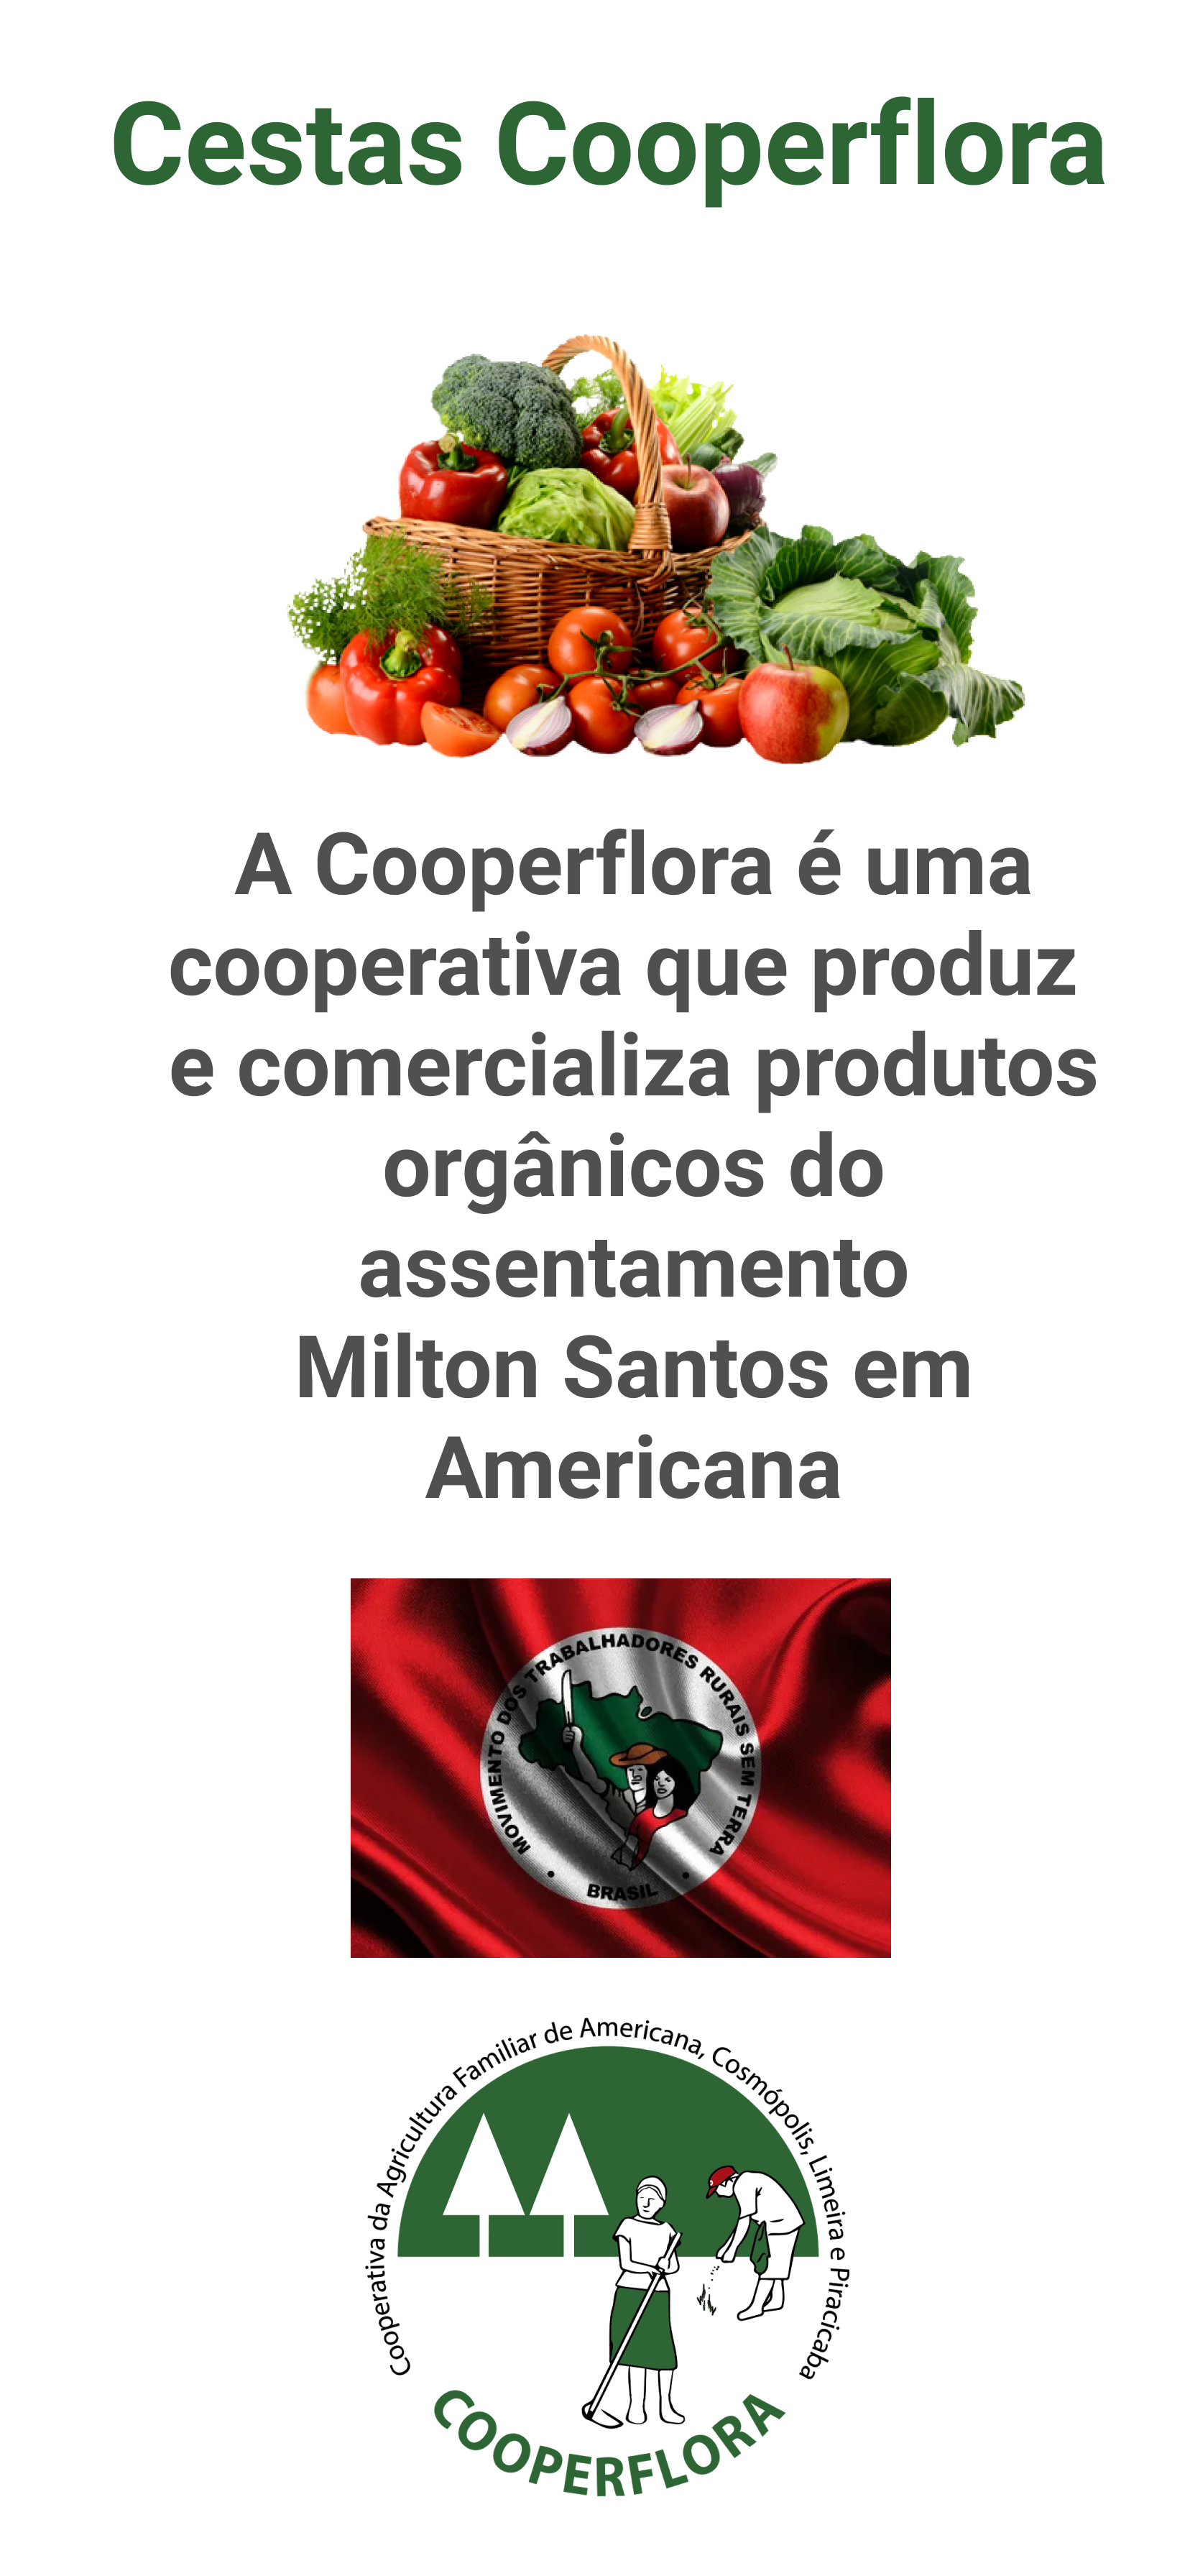 Cestas Cooperflora
A Cooperflora é uma
cooperativa que produz
e comercializa produtos
orgânicos do
assentamento
Milton Santos em
Americana
MOVIMENTO DOS TRABALHADORES RURAIS SEM TERRA
BRASIL
Cooperativa da Agricultura Familiar de Americana, Cosmópolis, Limeira e Piracicaba
COOPERFLORA